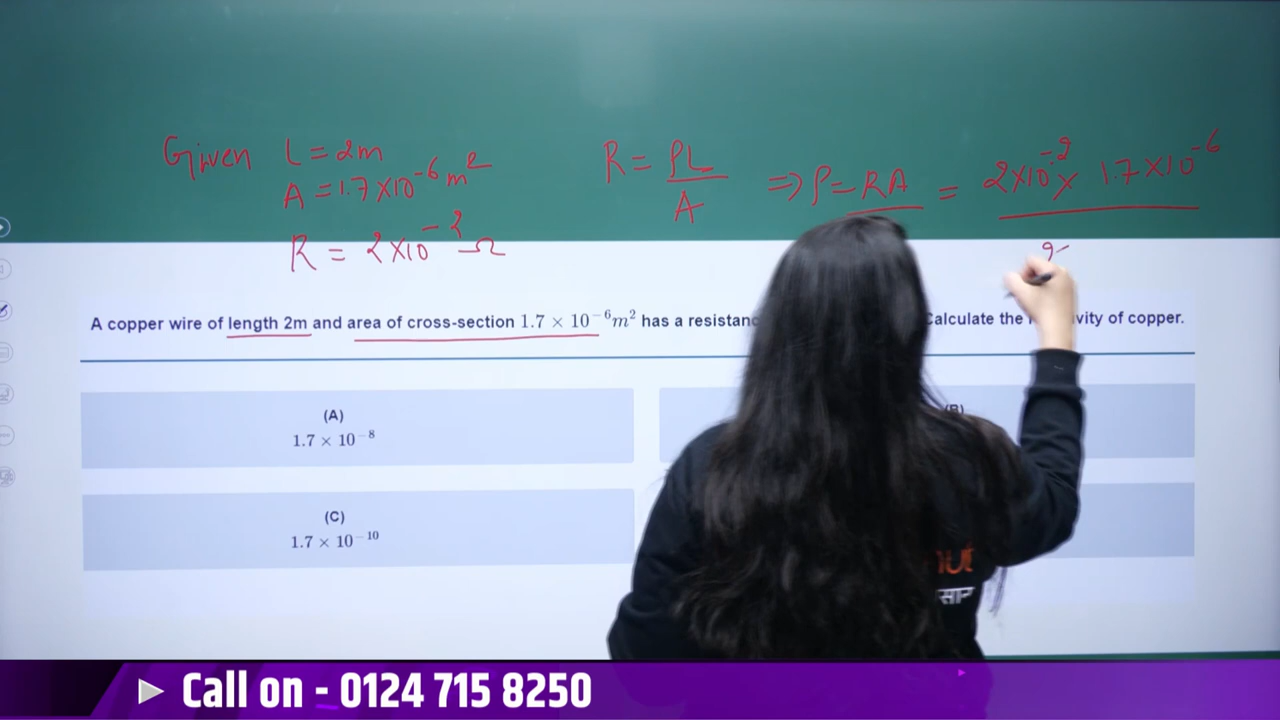 Given L = 2m
A = 1.7 × 10⁻⁶ m²
R = 2 × 10⁻² Ω
R = ρL / A ⇒ ρ = RA = 2 × 10⁻² × 1.7 × 10⁻⁶
A copper wire of length 2m and area of cross-section 1.7 × 10⁻⁶m² has a Calculate the of copper.
(A)
1.7 × 10⁻⁸
(B)
(C)
1.7 × 10⁻¹⁰
Call on - 0124 715 8250